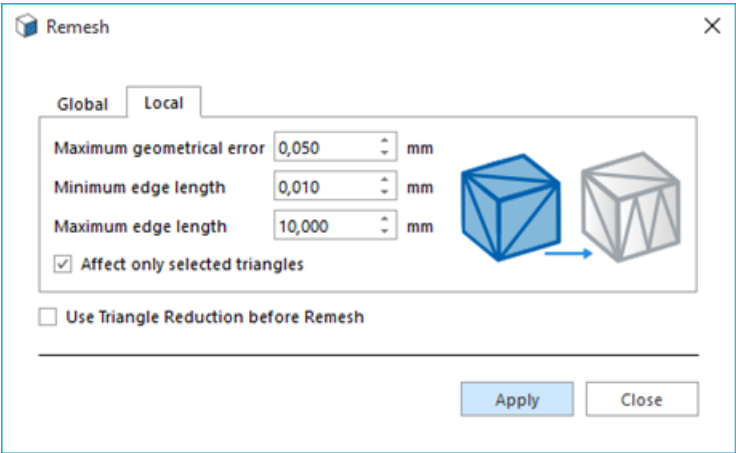 Remesh
Global Local
Maximum geometrical error 0,050 mm
Minimum edge length 0,010 mm
Maximum edge length 10,000 mm
Affect only selected triangles
Use Triangle Reduction before Remesh
Apply Close